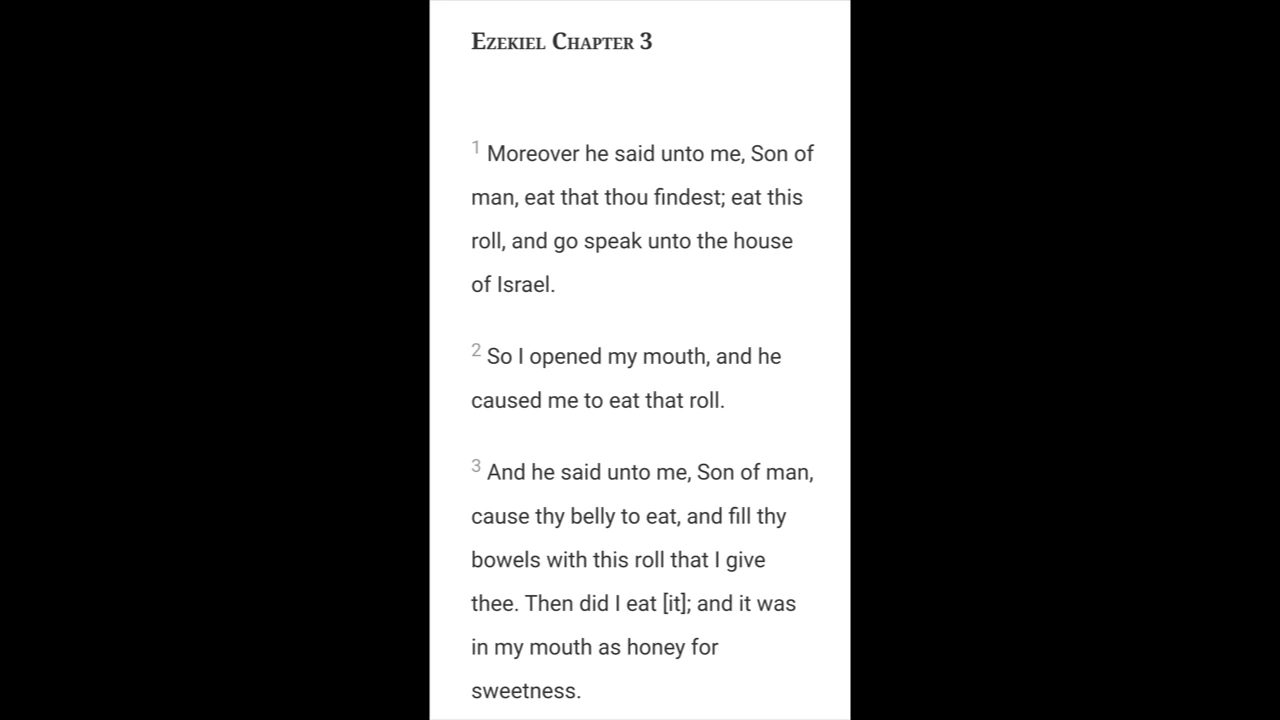 Ezekiel Chapter 3
1 Moreover he said unto me, Son of
man, eat that thou findest; eat this
roll, and go speak unto the house
of Israel.
2 So I opened my mouth, and he
caused me to eat that roll.
3 And he said unto me, Son of man,
cause thy belly to eat, and fill thy
bowels with this roll that I give
thee. Then did I eat [it]; and it was
in my mouth as honey for
sweetness.